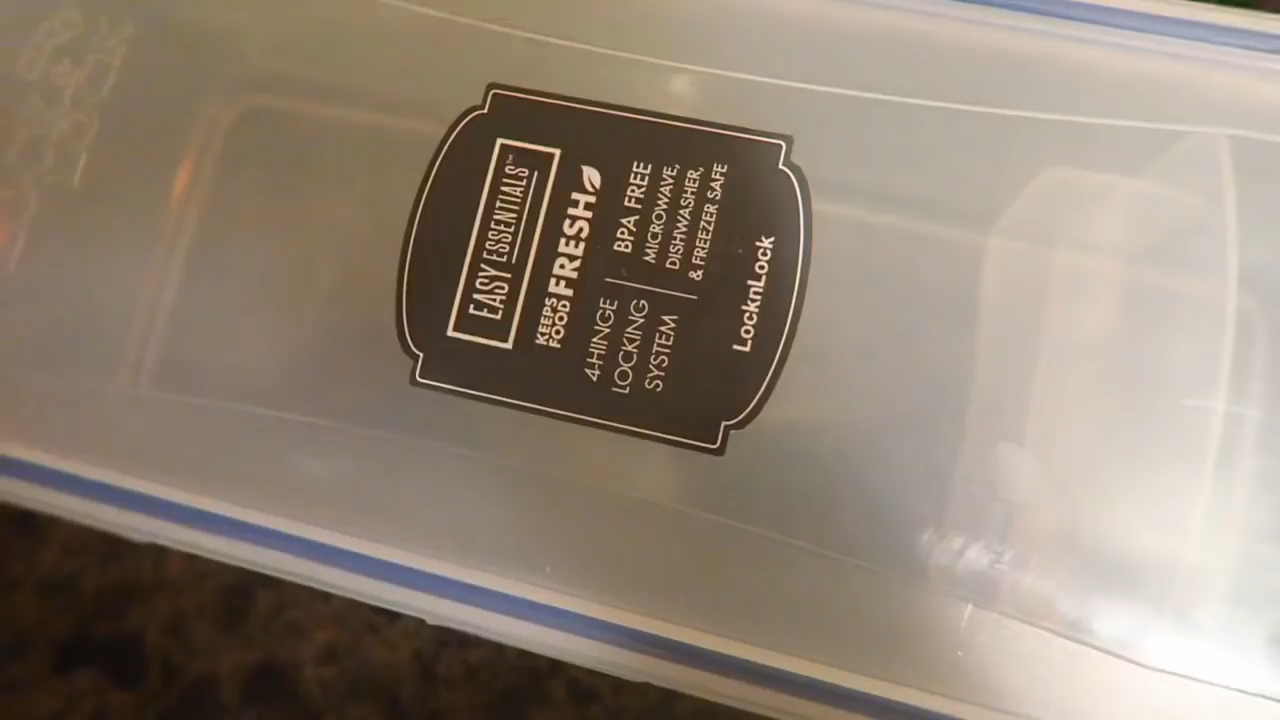 EASY ESSENTIALS™
KEEPS
FOOD
FRESH
4-HINGE
LOCKING
SYSTEM
BPA FREE
MICROWAVE,
DISHWASHER,
& FREEZER SAFE
LocknLock